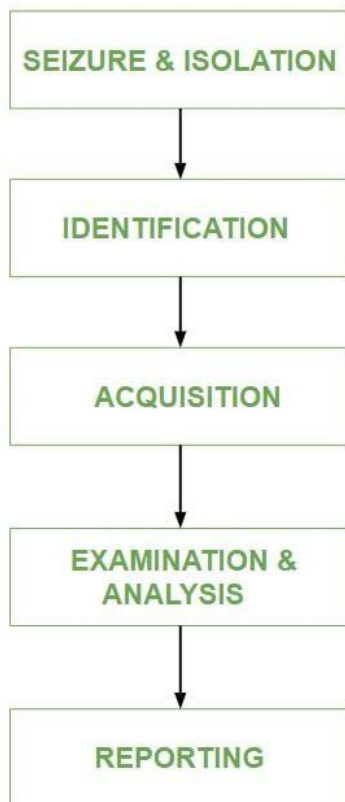 SEIZURE & ISOLATION
IDENTIFICATION
ACQUISITION
EXAMINATION &
ANALYSIS
REPORTING